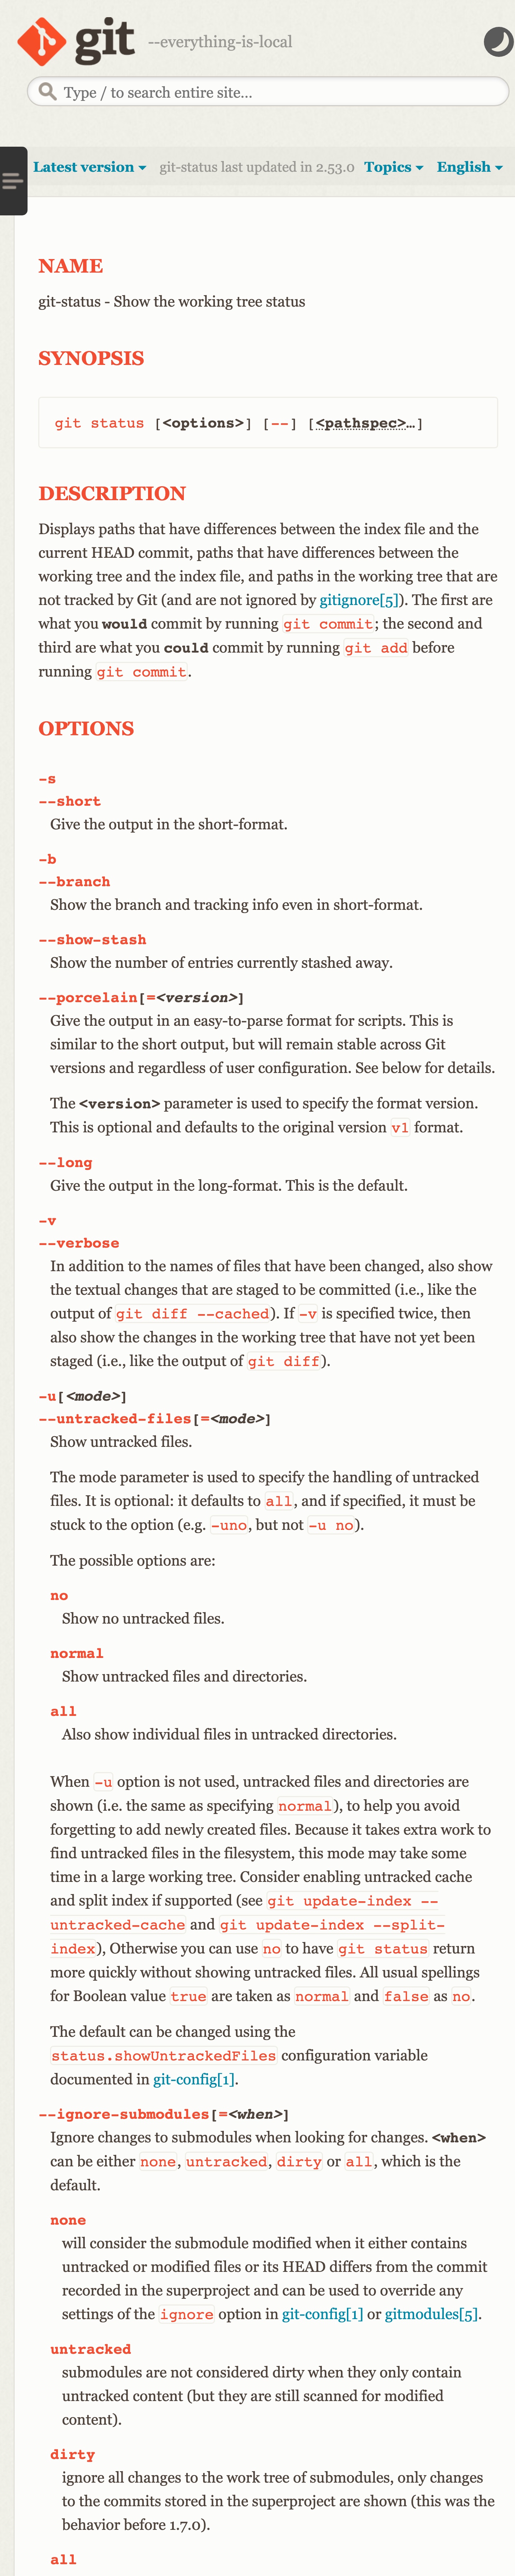 git --everything-is-local
Type / to search entire site…
Latest version git-status last updated in 2.53.0 Topics English
NAME
git-status - Show the working tree status
SYNOPSIS
git status [<options>] [--] [<pathspec>…]
DESCRIPTION
Displays paths that have differences between the index file and the
current HEAD commit, paths that have differences between the
working tree and the index file, and paths in the working tree that are
not tracked by Git (and are not ignored by gitignore[5]). The first are
what you would commit by running git commit; the second and
third are what you could commit by running git add before
running git commit.
OPTIONS
-s
--short
Give the output in the short-format.
-b
--branch
Show the branch and tracking info even in short-format.
--show-stash
Show the number of entries currently stashed away.
--porcelain[=<version>]
Give the output in an easy-to-parse format for scripts. This is
similar to the short output, but will remain stable across Git
versions and regardless of user configuration. See below for details.
The <version> parameter is used to specify the format version.
This is optional and defaults to the original version v1 format.
--long
Give the output in the long-format. This is the default.
-v
--verbose
In addition to the names of files that have been changed, also show
the textual changes that are staged to be committed (i.e., like the
output of git diff --cached). If -v is specified twice, then
also show the changes in the working tree that have not yet been
staged (i.e., like the output of git diff).
-u[<mode>]
--untracked-files[=<mode>]
Show untracked files.
The mode parameter is used to specify the handling of untracked
files. It is optional: it defaults to all, and if specified, it must be
stuck to the option (e.g. -uno, but not -u no).
The possible options are:
no
Show no untracked files.
normal
Show untracked files and directories.
all
Also show individual files in untracked directories.
When -u option is not used, untracked files and directories are
shown (i.e. the same as specifying normal), to help you avoid
forgetting to add newly created files. Because it takes extra work to
find untracked files in the filesystem, this mode may take some
time in a large working tree. Consider enabling untracked cache
and split index if supported (see git update-index --
untracked-cache and git update-index --split-
index), Otherwise you can use no to have git status return
more quickly without showing untracked files. All usual spellings
for Boolean value true are taken as normal and false as no.
The default can be changed using the
status.showUntrackedFiles configuration variable
documented in git-config[1].
--ignore-submodules[=<when>]
Ignore changes to submodules when looking for changes. <when>
can be either none, untracked, dirty or all, which is the
default.
none
will consider the submodule modified when it either contains
untracked or modified files or its HEAD differs from the commit
recorded in the superproject and can be used to override any
settings of the ignore option in git-config[1] or gitmodules[5].
untracked
submodules are not considered dirty when they only contain
untracked content (but they are still scanned for modified
content).
dirty
ignore all changes to the work tree of submodules, only changes
to the commits stored in the superproject are shown (this was the
behavior before 1.7.0).
all